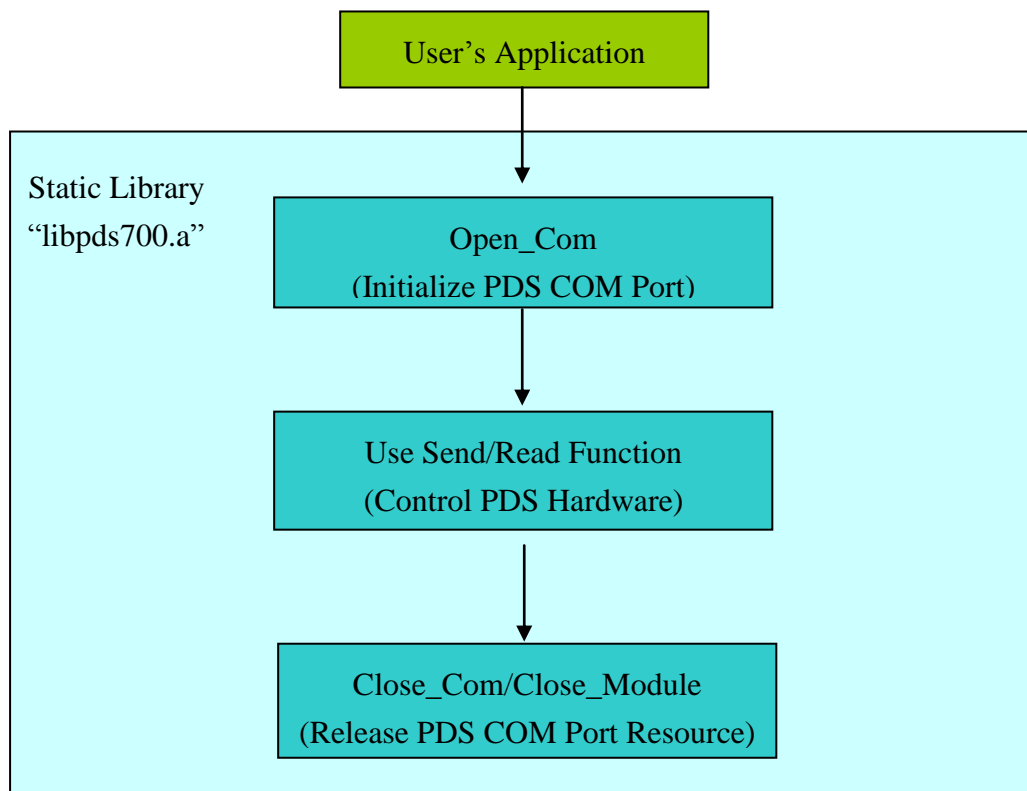 User’s Application
Static Library
“libpds700.a”
Open_Com
(Initialize PDS COM Port)
Use Send/Read Function
(Control PDS Hardware)
Close_Com/Close_Module
(Release PDS COM Port Resource)